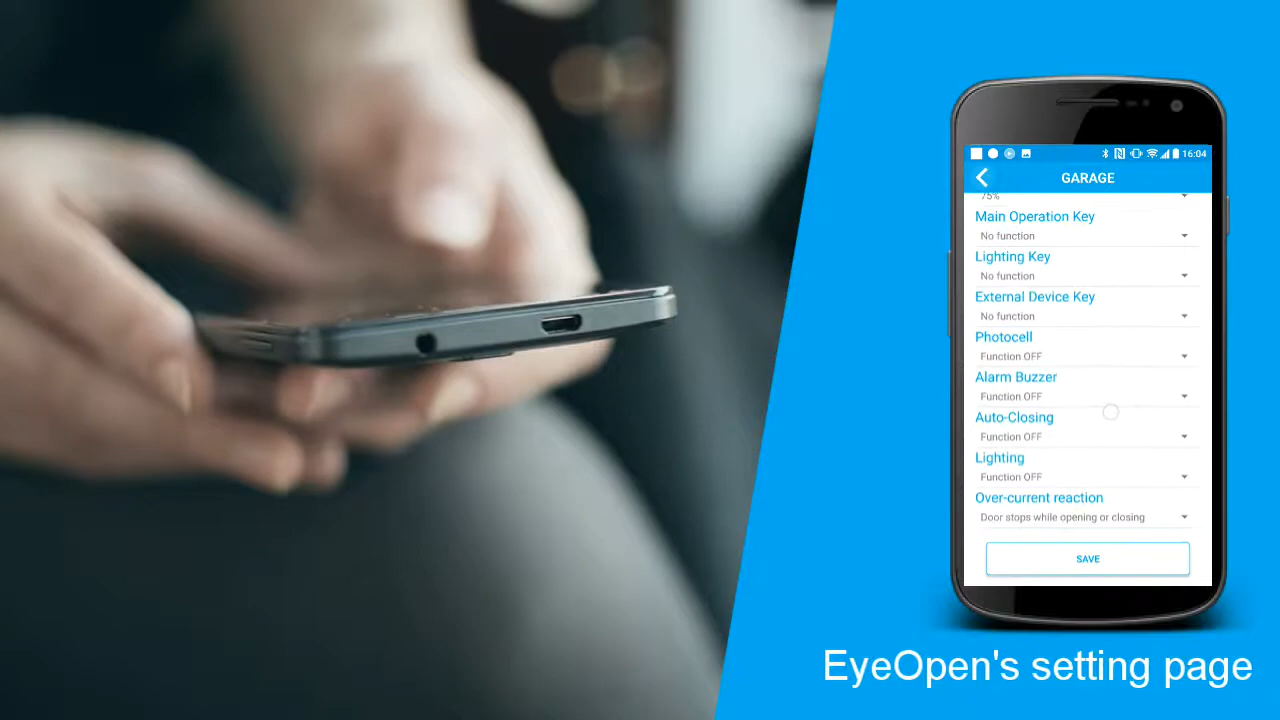 16:04
GARAGE
75%
Main Operation Key
No function
Lighting Key
No function
External Device Key
No function
Photocell
Function OFF
Alarm Buzzer
Function OFF
Auto-Closing
Function OFF
Lighting
Function OFF
Over-current reaction
Door stops while opening or closing
SAVE
EyeOpen's setting page